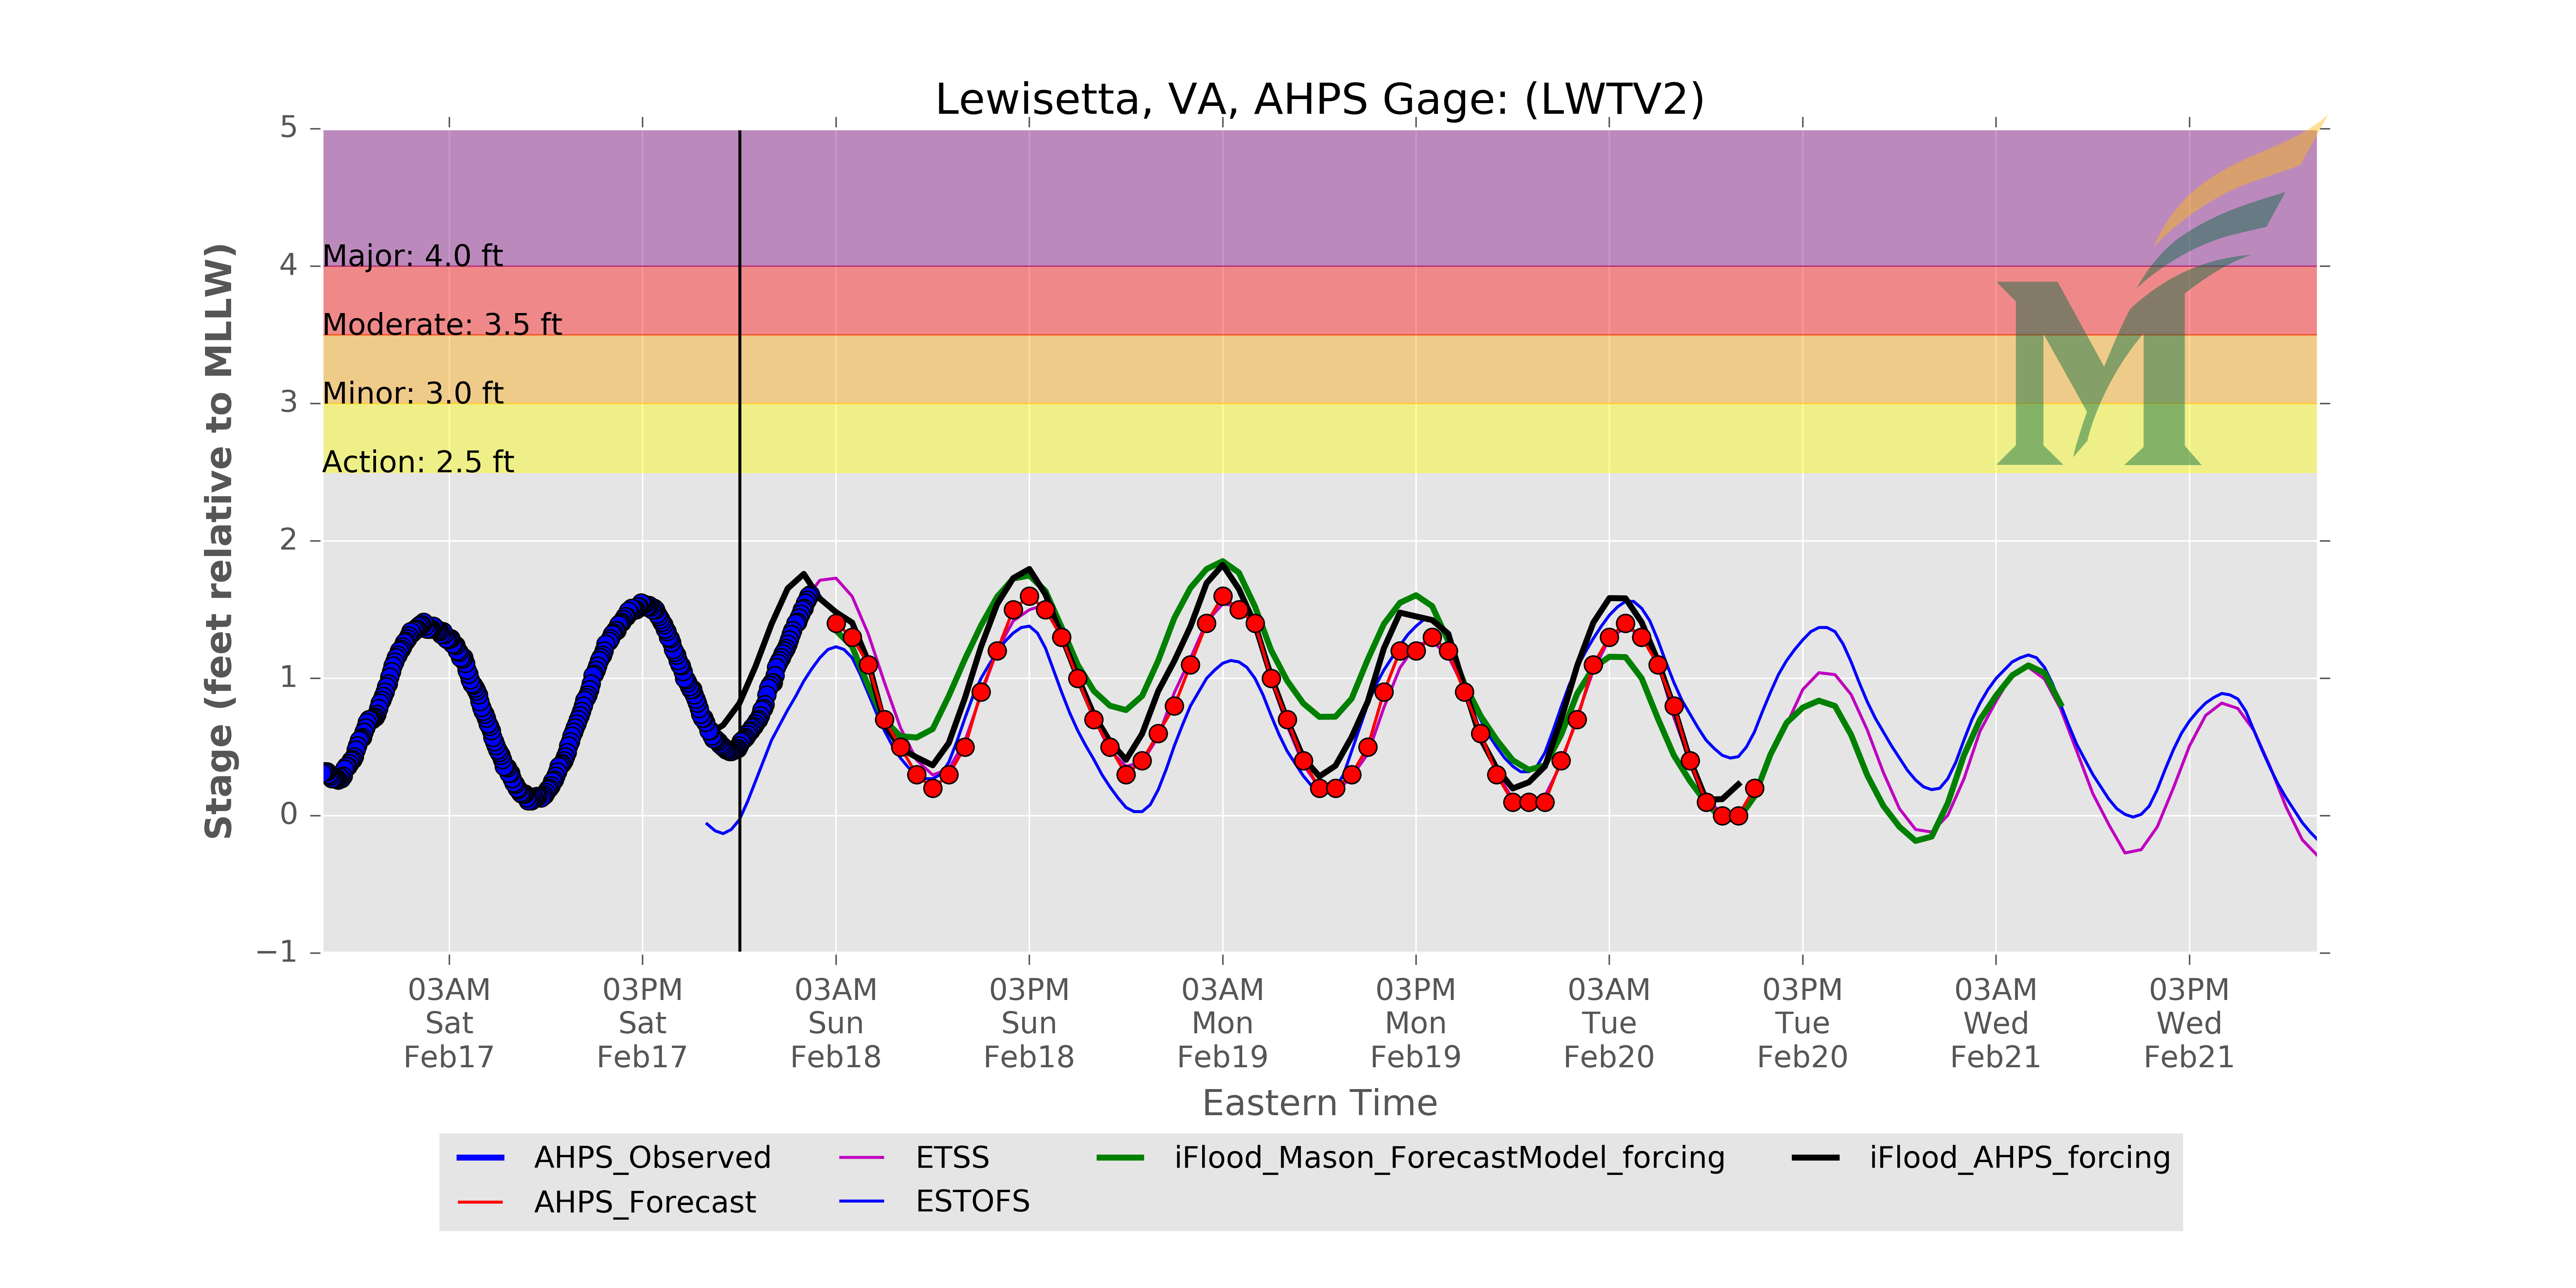 Lewisetta, VA, AHPS Gage: (LWTV2)
Stage (feet relative to MLLW)
5
4
3
2
1
0
−1
Major: 4.0 ft
Moderate: 3.5 ft
Minor: 3.0 ft
Action: 2.5 ft
03AM 03PM 03AM 03PM 03AM 03PM 03AM 03PM 03AM 03PM
Sat Sat Sun Sun Mon Mon Tue Tue Wed Wed
Feb17 Feb17 Feb18 Feb18 Feb19 Feb19 Feb20 Feb20 Feb21 Feb21
Eastern Time
AHPS_Observed ETSS iFlood_Mason_ForecastModel_forcing iFlood_AHPS_forcing
AHPS_Forecast ESTOFS